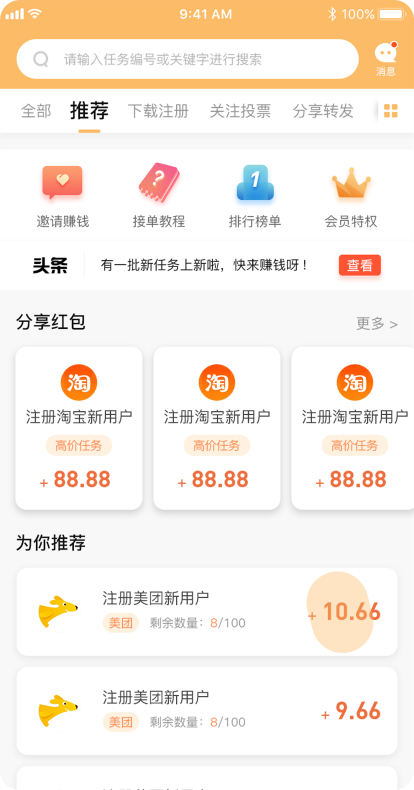 9:41 AM 100%
请输入任务编号或关键字进行搜索
消息
全部 推荐 下载注册 关注投票 分享转发
邀请赚钱 接单教程 排行榜单 会员特权
头条 有一批新任务上新啦，快来赚钱呀！ 查看
分享红包 更多 >
淘 淘 淘
注册淘宝新用户 注册淘宝新用户 注册淘宝新用户
高价任务 高价任务 高价任务
+ 88.88 + 88.88 + 88.88
为你推荐
注册美团新用户
美团 剩余数量：8/100
+ 10.66
注册美团新用户
美团 剩余数量：8/100
+ 9.66